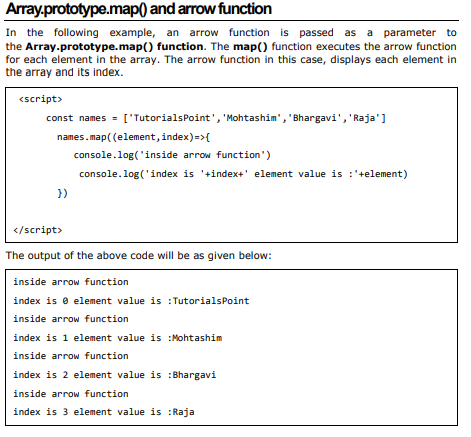 Array.prototype.map() and arrow function
In the following example, an arrow function is passed as a parameter to
the Array.prototype.map() function. The map() function executes the arrow function
for each element in the array. The arrow function in this case, displays each element in
the array and its index.
<script>
const names = ['TutorialsPoint','Mohtashim','Bhargavi','Raja']
names.map((element,index)=>{
console.log('inside arrow function')
console.log('index is '+index+' element value is :'+element)
})
</script>
The output of the above code will be as given below:
inside arrow function
index is 0 element value is :TutorialsPoint
inside arrow function
index is 1 element value is :Mohtashim
inside arrow function
index is 2 element value is :Bhargavi
inside arrow function
index is 3 element value is :Raja